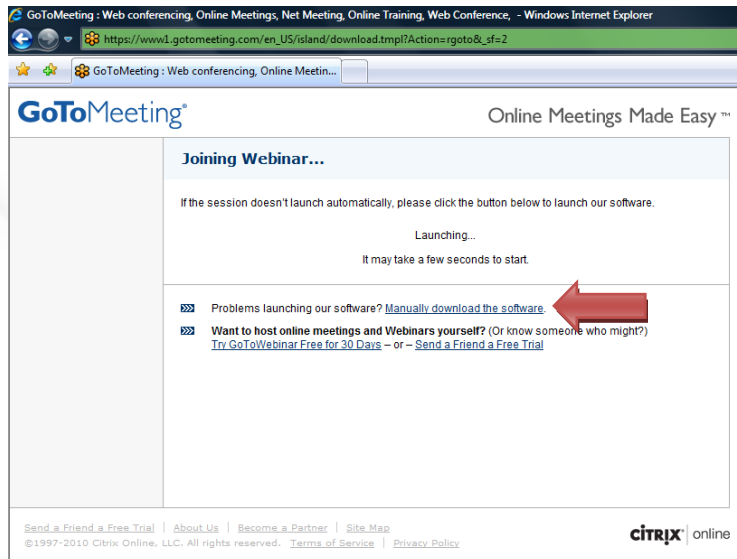 GoToMeeting : Web conferencing, Online Meetings, Net Meeting, Online Training, Web Conference, - Windows Internet Explorer
https://www1.gotomeeting.com/en_US/island/download.tmpl?Action=rgoto&_sf=2
GoToMeeting : Web conferencing, Online Meetin...
GoToMeeting®
Online Meetings Made Easy ™
Joining Webinar...
If the session doesn't launch automatically, please click the button below to launch our software.
Launching...
It may take a few seconds to start.
Problems launching our software? Manually download the software.
Want to host online meetings and Webinars yourself? (Or know someone who might?)
Try GoToWebinar Free for 30 Days – or – Send a Friend a Free Trial
Send a Friend a Free Trial | About Us | Become a Partner | Site Map
©1997-2010 Citrix Online, LLC. All rights reserved. Terms of Service | Privacy Policy
CITRIX® online